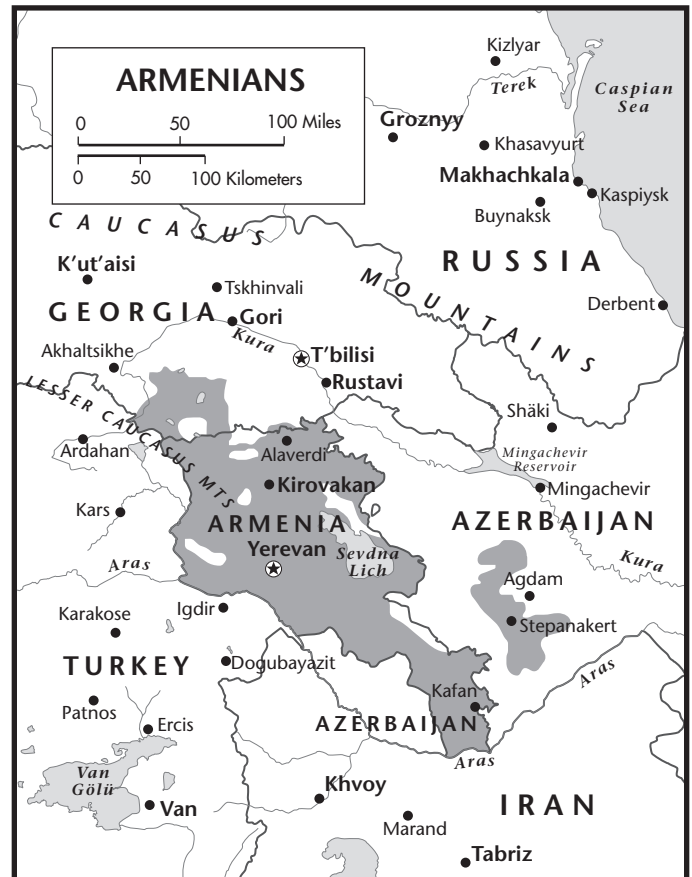 ARMENIANS
0 50 100 Miles
0 50 100 Kilometers
Kizlyar
Terek
Caspian
Sea
Groznyy
Khasavyurt
Makhachkala
Kaspiysk
Buynaksk
CAUCASUS
MOUNTAINS
RUSSIA
K'ut'aisi
Tskhinvali
Derbent
GEORGIA
Gori
Kura
Akhaltsikhe
T'bilisi
Rustavi
LESSER CAUCASUS MTS
Shäki
Ardahan
Alaverdi
Mingachevir
Reservoir
Kirovakan
Mingachevir
Kars
ARMENIA
AZERBAIJAN
Yerevan
Sevdna
Lich
Aras
Kura
Agdam
Karakose
Igdir
Stepanakert
TURKEY
Dogubayazit
Aras
Kafan
Patnos
Ercis
AZERBAIJAN
Aras
Van
Gölü
Van
Khvoy
IRAN
Marand
Tabriz